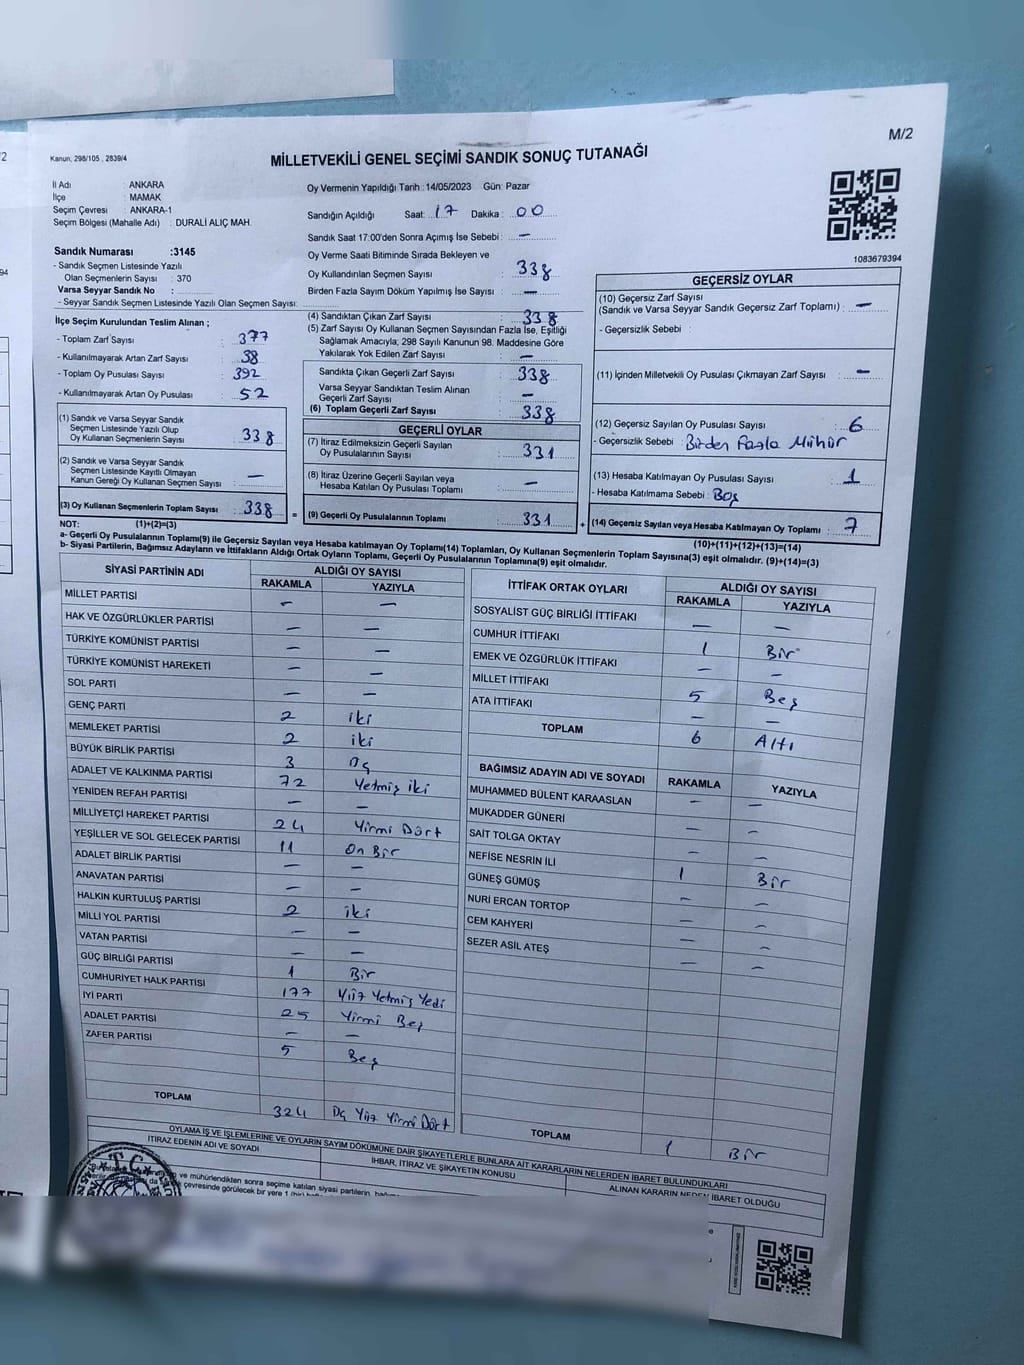 M/2
Kanun, 298/105 , 2839/4
MİLLETVEKİLİ GENEL SEÇİMİ SANDIK SONUÇ TUTANAĞI
İl Adı : ANKARA
İlçe : MAMAK
Seçim Çevresi : ANKARA-1
Seçim Bölgesi (Mahalle Adı) : DURALİ ALIÇ MAH.
Oy Vermenin Yapıldığı Tarih : 14/05/2023 Gün: Pazar
Sandığın Açıldığı Saat: 17 Dakika : 00
Sandık Saat 17:00'den Sonra Açımış İse Sebebi : —
Sandık Numarası :3145
- Sandık Seçmen Listesinde Yazılı
Olan Seçmenlerin Sayısı : 370
Varsa Seyyar Sandık No :
- Seyyar Sandık Seçmen Listesinde Yazılı Olan Seçmen Sayısı:
Oy Verme Saati Bitiminde Sırada Bekleyen ve
Oy Kullandırılan Seçmen Sayısı : 338
Birden Fazla Sayım Döküm Yapılmış İse Sayısı : —
1083679394
İlçe Seçim Kurulundan Teslim Alınan ;
- Toplam Zarf Sayısı : 377
- Kullanılmayarak Artan Zarf Sayısı : 38
- Toplam Oy Pusulası Sayısı : 392
- Kullanılmayarak Artan Oy Pusulası : 52
(1) Sandık ve Varsa Seyyar Sandık
Seçmen Listesinde Yazılı Olup
Oy Kullanan Seçmenlerin Sayısı : 338
(2) Sandık ve Varsa Seyyar Sandık
Seçmen Listesinde Kayıtlı Olmayan
Kanun Gereği Oy Kullanan Seçmen Sayısı : —
(3) Oy Kullanan Seçmenlerin Toplam Sayısı : 338 =
(4) Sandıktan Çıkan Zarf Sayısı : 338
(5) Zarf Sayısı Oy Kullanan Seçmen Sayısından Fazla İse, Eşitliği
Sağlamak Amacıyla; 298 Sayılı Kanunun 98. Maddesine Göre
Yakılarak Yok Edilen Zarf Sayısı : —
Sandıkta Çıkan Geçerli Zarf Sayısı : 338
Varsa Seyyar Sandıktan Teslim Alınan
Geçerli Zarf Sayısı : —
(6) Toplam Geçerli Zarf Sayısı : 338
GEÇERLİ OYLAR
(7) İtiraz Edilmeksizin Geçerli Sayılan
Oy Pusulalarının Sayısı : 331
(8) İtiraz Üzerine Geçerli Sayılan veya
Hesaba Katılan Oy Pusulası Toplamı : —
(9) Geçerli Oy Pusulalarının Toplamı : 331 +
GEÇERSİZ OYLAR
(10) Geçersiz Zarf Sayısı
(Sandık ve Varsa Seyyar Sandık Geçersiz Zarf Toplamı) : —
- Geçersizlik Sebebi :
(11) İçinden Milletvekili Oy Pusulası Çıkmayan Zarf Sayısı : —
(12) Geçersiz Sayılan Oy Pusulası Sayısı : 6
- Geçersizlik Sebebi : Birden Fazla Mühür
(13) Hesaba Katılmayan Oy Pusulası Sayısı : 1
- Hesaba Katılmama Sebebi : Boş
(14) Geçersiz Sayılan veya Hesaba Katılmayan Oy Toplamı : 7
NOT: (1)+(2)=(3) (10)+(11)+(12)+(13)=(14)
a- Geçerli Oy Pusulalarının Toplamı(9) ile Geçersiz Sayılan veya Hesaba Katılmayan Oy Toplamı(14) Toplamları, Oy Kullanan Seçmenlerin Toplam Sayısına(3) eşit olmalıdır. (9)+(14)=(3)
b- Siyasi Partilerin, Bağımsız Adayların ve İttifakların Aldığı Ortak Oyların Toplamı, Geçerli Oy Pusulalarının Toplamına(9) eşit olmalıdır.
SİYASİ PARTİNİN ADI ALDIĞI OY SAYISI
RAKAMLA YAZIYLA
MİLLET PARTİSİ — —
HAK VE ÖZGÜRLÜKLER PARTİSİ — —
TÜRKİYE KOMÜNİST PARTİSİ — —
TÜRKİYE KOMÜNİST HAREKETİ — —
SOL PARTİ — —
GENÇ PARTİ 2 iki
MEMLEKET PARTİSİ 2 iki
BÜYÜK BİRLİK PARTİSİ 3 Üç
ADALET VE KALKINMA PARTİSİ 72 Yetmiş iki
YENİDEN REFAH PARTİSİ — —
MİLLİYETÇİ HAREKET PARTİSİ 24 Yirmi Dört
YEŞİLLER VE SOL GELECEK PARTİSİ 11 On Bir
ADALET BİRLİK PARTİSİ — —
ANAVATAN PARTİSİ — —
HALKIN KURTULUŞ PARTİSİ 2 iki
MİLLİ YOL PARTİSİ — —
VATAN PARTİSİ — —
GÜÇ BİRLİĞİ PARTİSİ 1 Bir
CUMHURİYET HALK PARTİSİ 177 Yüz Yetmiş Yedi
İYİ PARTİ 25 Yirmi Beş
ADALET PARTİSİ — —
ZAFER PARTİSİ 5 Beş
TOPLAM 324 Üç Yüz Yirmi Dört
İTTİFAK ORTAK OYLARI ALDIĞI OY SAYISI
RAKAMLA YAZIYLA
SOSYALİST GÜÇ BİRLİĞİ İTTİFAKI — —
CUMHUR İTTİFAKI 1 Bir
EMEK VE ÖZGÜRLÜK İTTİFAKI — —
MİLLET İTTİFAKI 5 Beş
ATA İTTİFAKI — —
TOPLAM 6 Altı
BAĞIMSIZ ADAYIN ADI VE SOYADI RAKAMLA YAZIYLA
MUHAMMED BÜLENT KARAASLAN — —
MUKADDER GÜNERİ — —
SAİT TOLGA OKTAY — —
NEFİSE NESRİN İLİ 1 Bir
GÜNEŞ GÜMÜŞ — —
NURİ ERCAN TORTOP — —
CEM KAHYERİ — —
SEZER ASİL ATEŞ — —
TOPLAM 1 Bir
OYLAMA İŞ VE İŞLEMLERİNE VE OYLARIN SAYIM DÖKÜMÜNE DAİR ŞİKAYETLERLE BUNLARA AİT KARARLARIN NELERDEN İBARET BULUNDUKLARI
İTİRAZ EDENİN ADI VE SOYADI İHBAR, İTİRAZ VE ŞİKAYETİN KONUSU ALINAN KARARIN NEDEN İBARET OLDUĞU